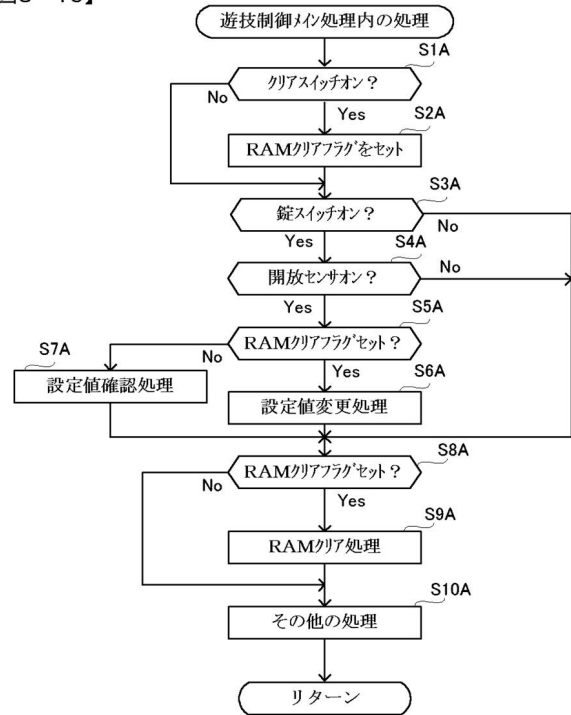 遊技制御メイン処理内の処理
S1A
クリアスイッチオン？
No
Yes
S2A
RAMクリアフラグをセット
S3A
錠スイッチオン？
No
Yes
S4A
開放センサオン？
No
Yes
S5A
RAMクリアフラグセット？
S7A
No
Yes
S6A
設定値確認処理
設定値変更処理
S8A
RAMクリアフラグセット？
No
Yes
S9A
RAMクリア処理
S10A
その他の処理
リターン